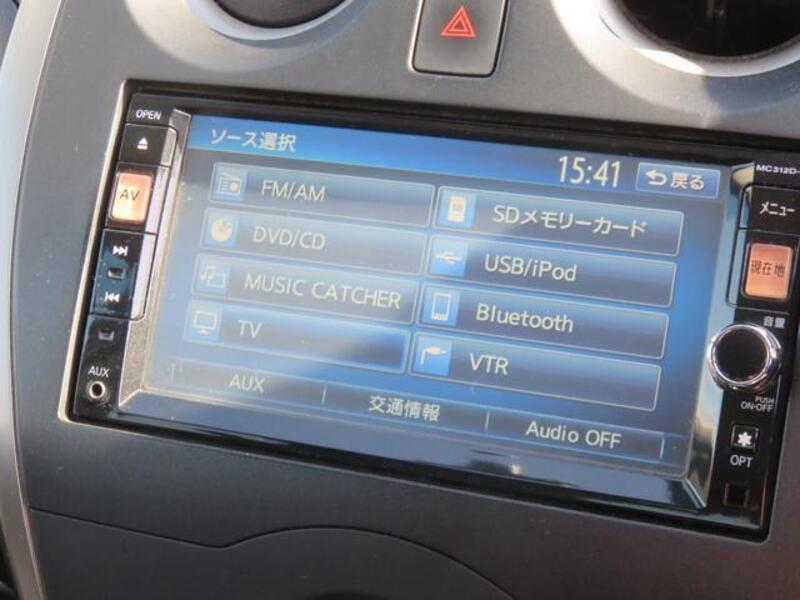 OPEN
AV
AUX
ソース選択
15:41
戻る
FM/AM
SDメモリーカード
DVD/CD
USB/iPod
MUSIC CATCHER
Bluetooth
TV
VTR
AUX
交通情報
Audio OFF
MC312D-
メニュー
現在地
音量
PUSH
ON-OFF
OPT